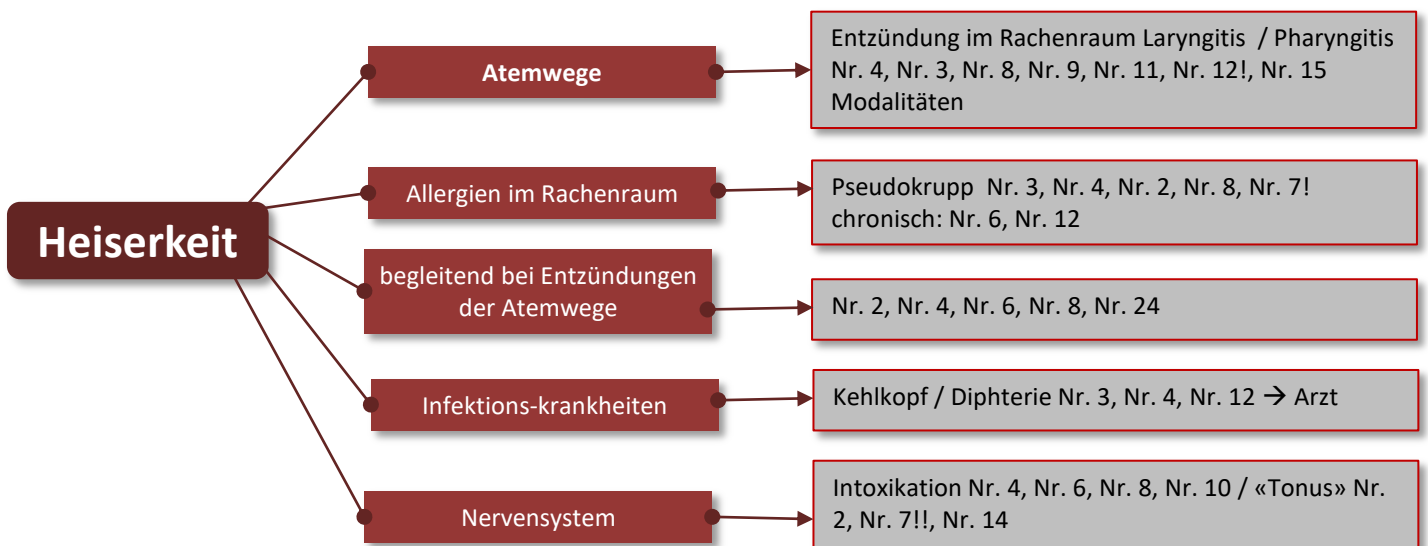 Heiserkeit
Atemwege
Entzündung im Rachenraum Laryngitis / Pharyngitis
Nr. 4, Nr. 3, Nr. 8, Nr. 9, Nr. 11, Nr. 12!, Nr. 15
Modalitäten
Allergien im Rachenraum
Pseudokrupp Nr. 3, Nr. 4, Nr. 2, Nr. 8, Nr. 7!
chronisch: Nr. 6, Nr. 12
begleitend bei Entzündungen
der Atemwege
Nr. 2, Nr. 4, Nr. 6, Nr. 8, Nr. 24
Infektions-krankheiten
Kehlkopf / Diphterie Nr. 3, Nr. 4, Nr. 12 → Arzt
Nervensystem
Intoxikation Nr. 4, Nr. 6, Nr. 8, Nr. 10 / «Tonus» Nr.
2, Nr. 7!!, Nr. 14